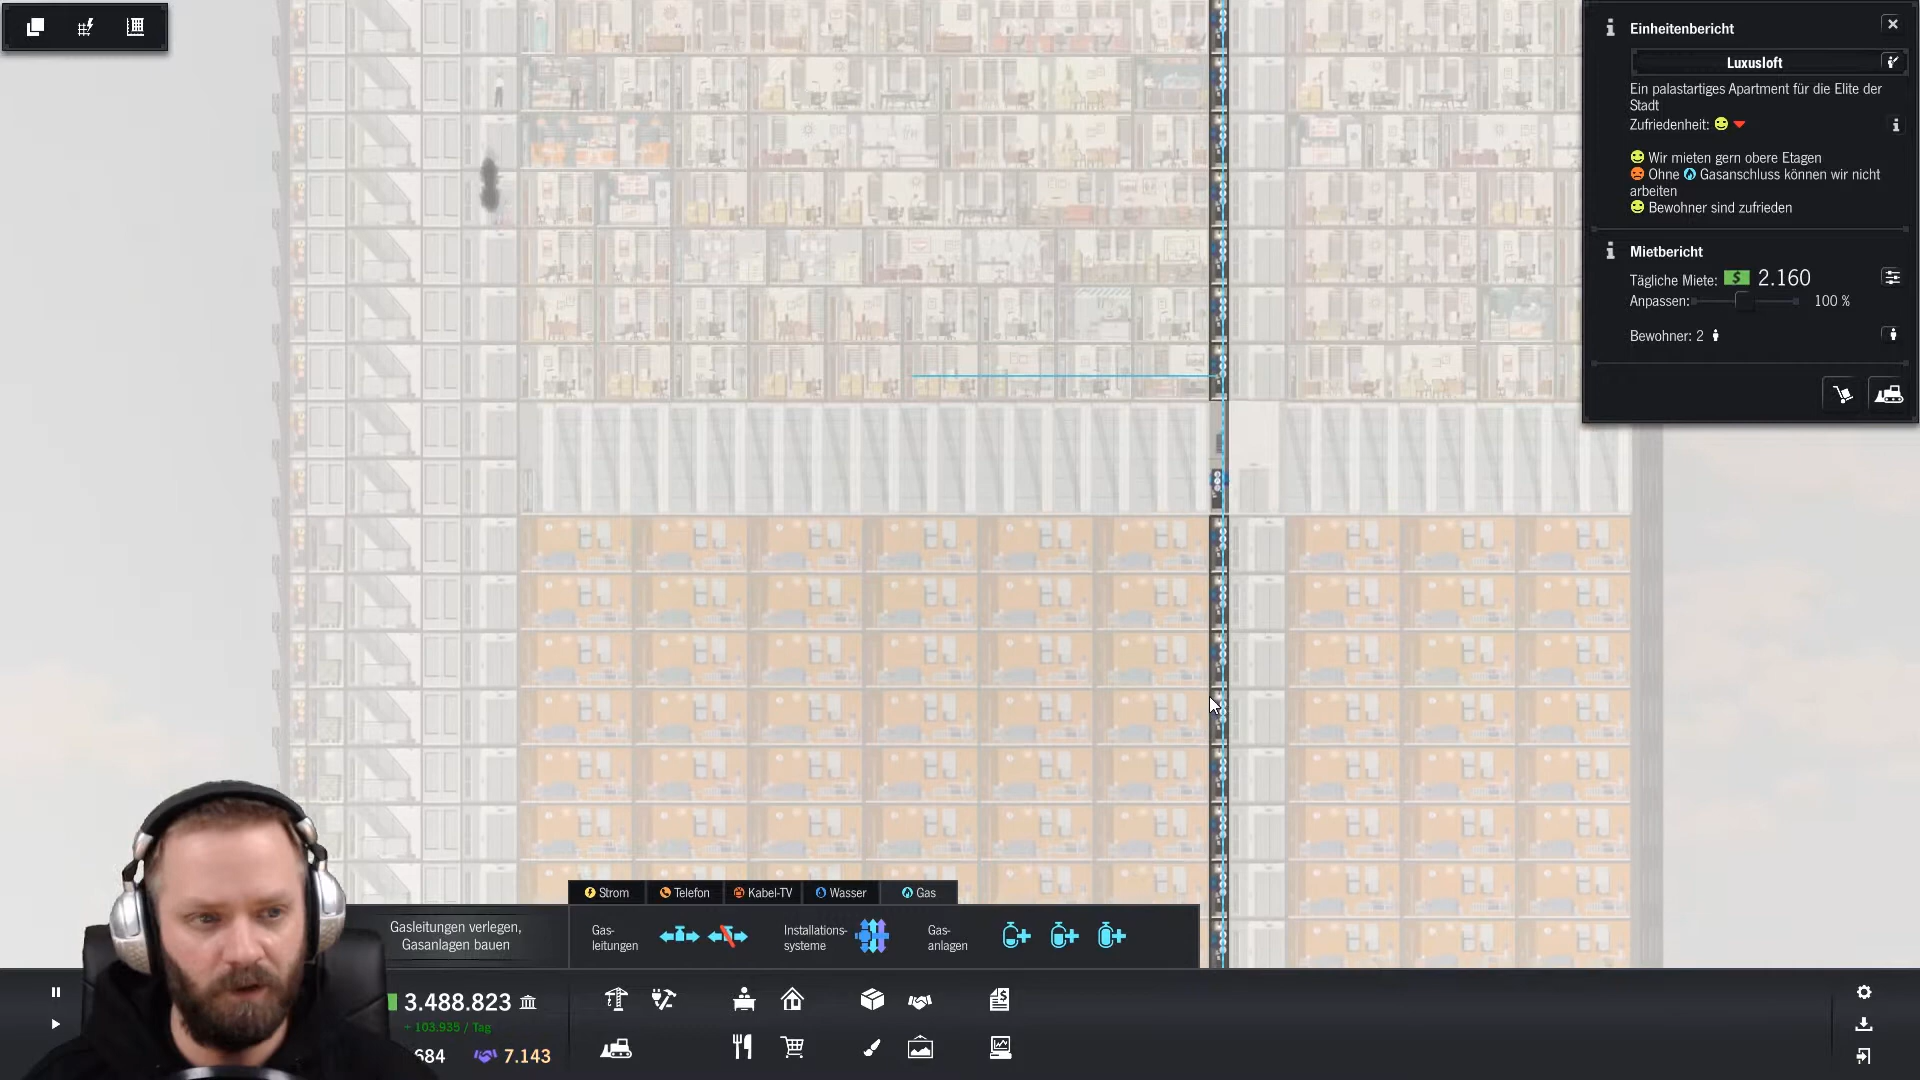 Einheitenbericht
Luxusloft
Ein palastartiges Apartment für die Elite der
Stadt
Zufriedenheit:
Wir mieten gern obere Etagen
Ohne Gasanschluss können wir nicht
arbeiten
Bewohner sind zufrieden
Mietbericht
Tägliche Miete: $ 2.160
Anpassen: 100 %
Bewohner: 2
Strom Telefon Kabel-TV Wasser Gas
Gasleitungen verlegen,
Gasanlagen bauen
Gas-
leitungen
Installations-
systeme
Gas-
anlagen
3.488.823
+ 103.935 / Tag
684 7.143